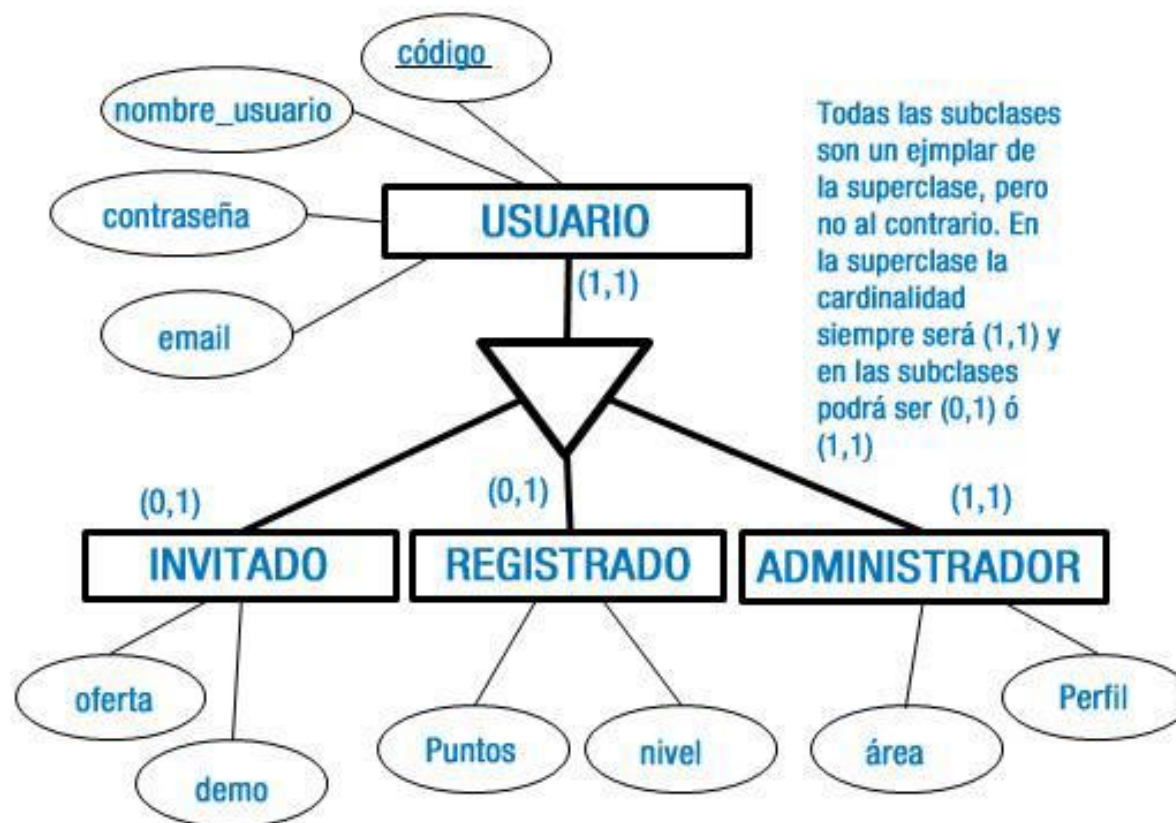 código
nombre_usuario
contraseña
email
USUARIO
(1,1)
Todas las subclases
son un ejmplar de
la superclase, pero
no al contrario. En
la superclase la
cardinalidad
siempre será (1,1) y
en las subclases
podrá ser (0,1) ó
(1,1)
(0,1)
(0,1)
(1,1)
INVITADO
REGISTRADO
ADMINISTRADOR
oferta
demo
Puntos
nivel
área
Perfil